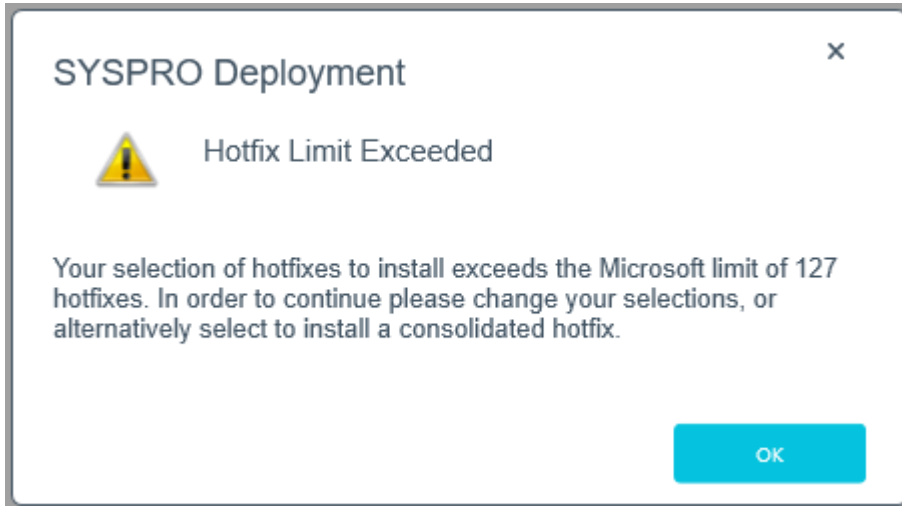 SYSPRO Deployment
Hotfix Limit Exceeded
Your selection of hotfixes to install exceeds the Microsoft limit of 127
hotfixes. In order to continue please change your selections, or
alternatively select to install a consolidated hotfix.
OK